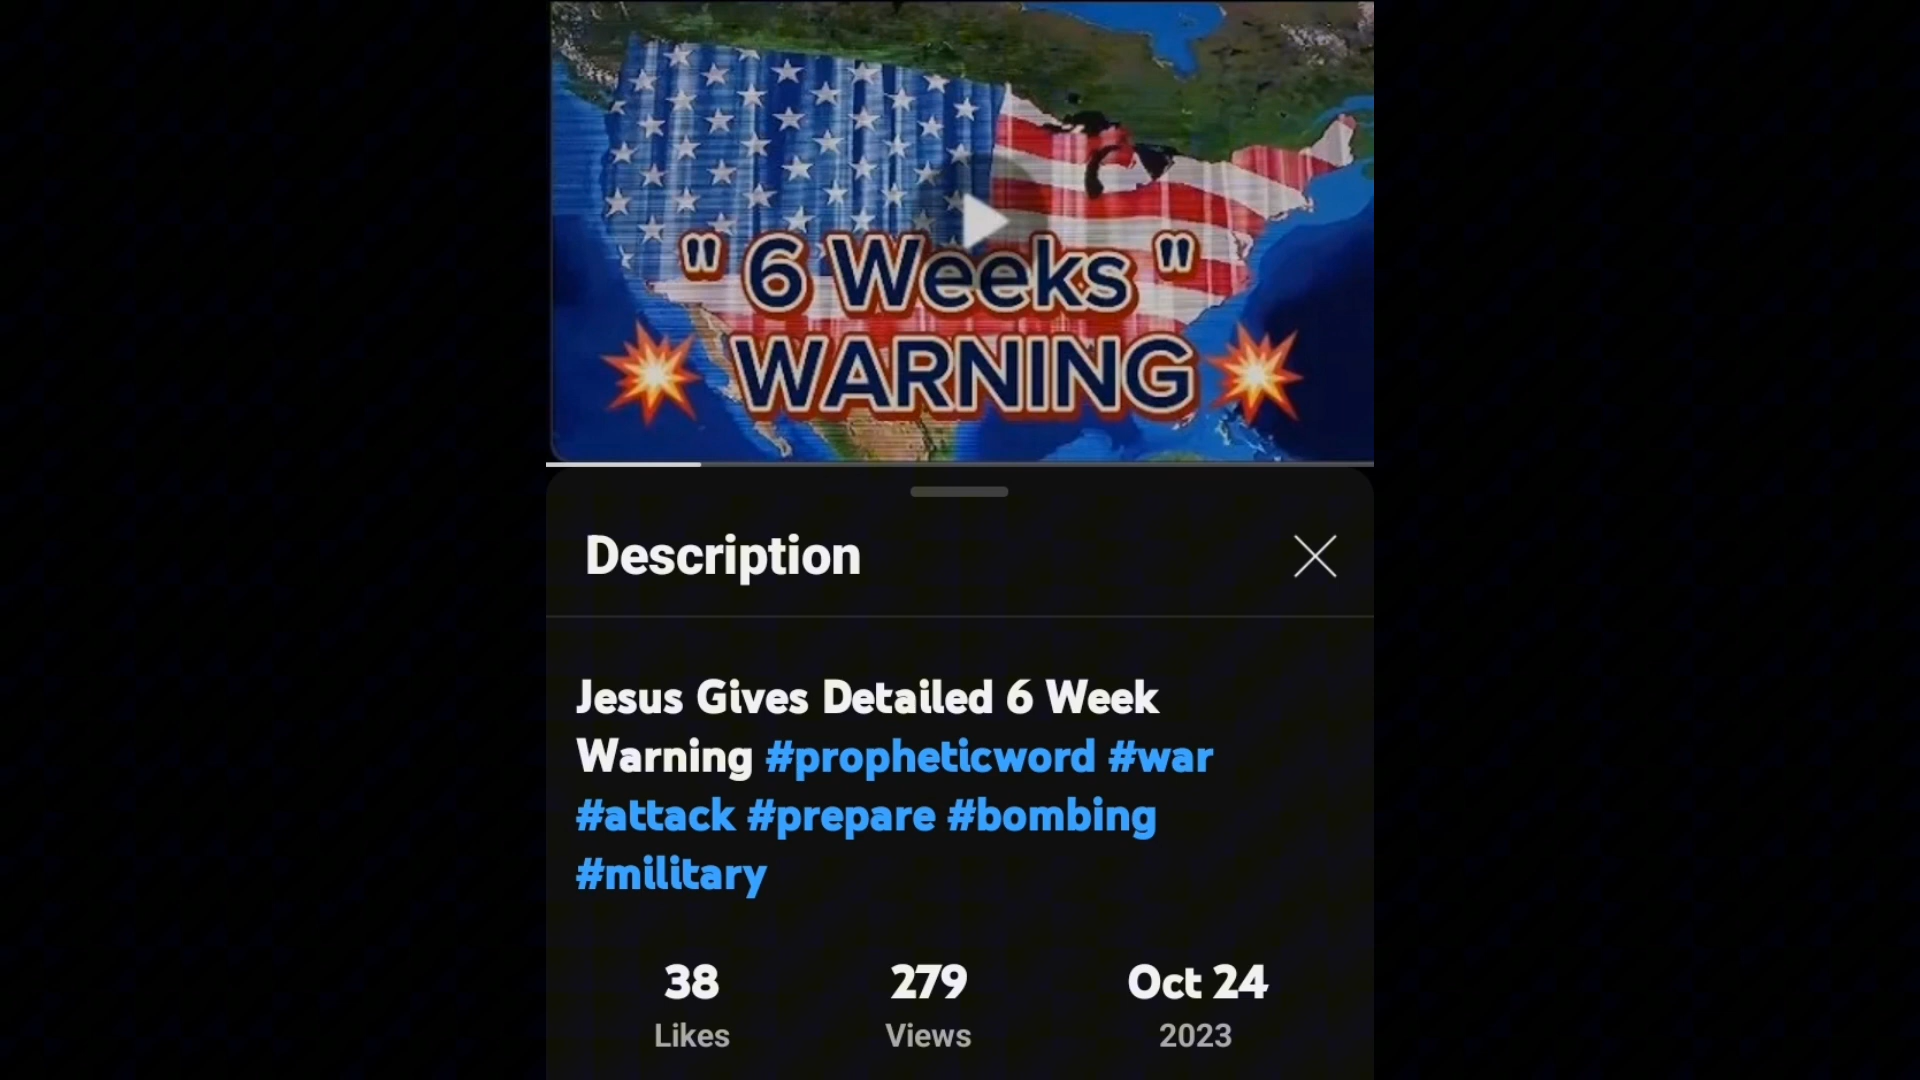 " 6 Weeks "
WARNING
Description
Jesus Gives Detailed 6 Week
Warning #propheticword #war
#attack #prepare #bombing
#military
38 279 Oct 24
Likes Views 2023